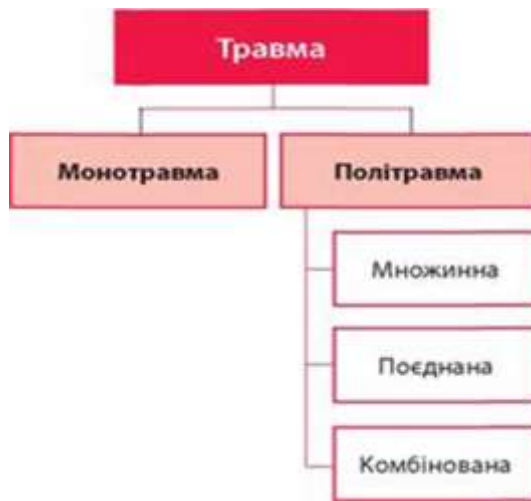 Травма
Монотравма
Політравма
Множинна
Поєднана
Комбінована